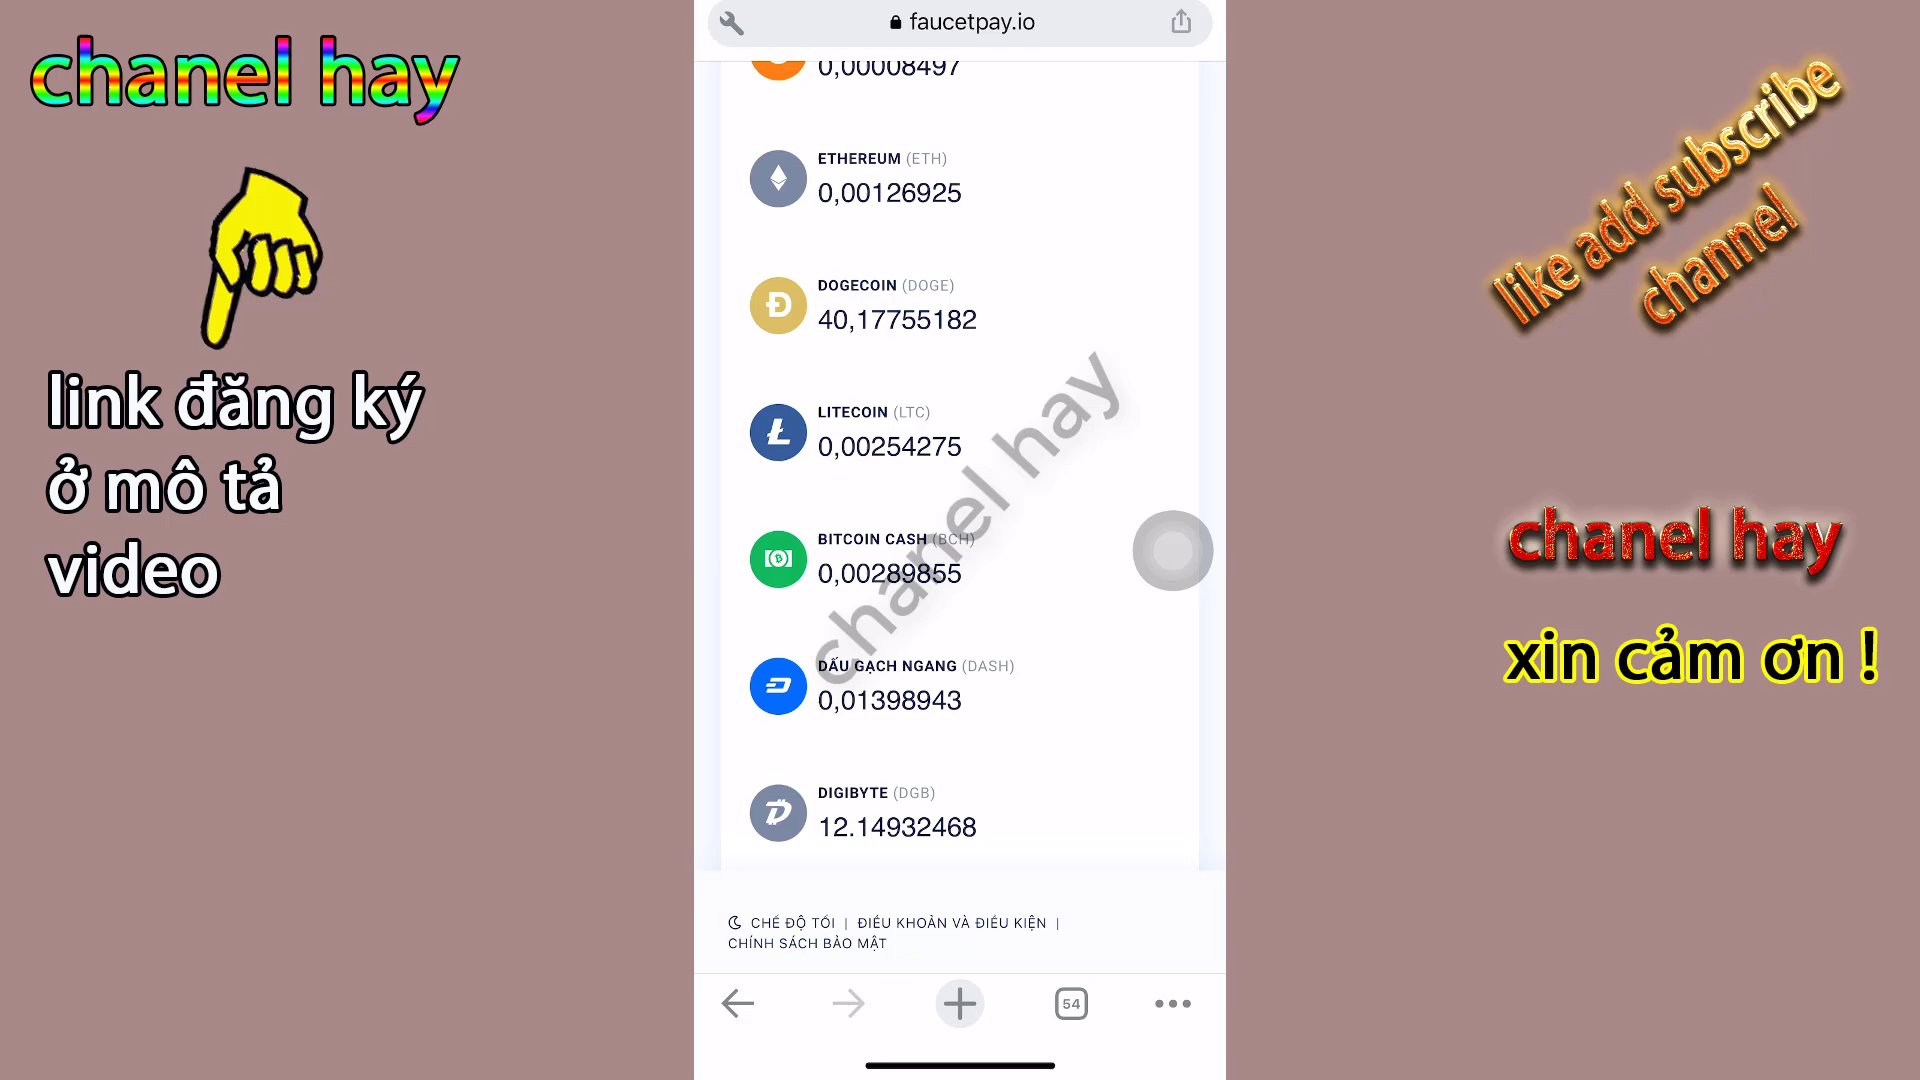 chanel hay
link đăng ký
ở mô tả
video
faucetpay.io
0,00008497
ETHEREUM (ETH)
0,00126925
DOGECOIN (DOGE)
40,17755182
LITECOIN (LTC)
0,00254275
BITCOIN CASH (BCH)
0,00289855
DẤU GẠCH NGANG (DASH)
0,01398943
DIGIBYTE (DGB)
12.14932468
chanel hay
CHẾ ĐỘ TỐI | ĐIỀU KHOẢN VÀ ĐIỀU KIỆN |
CHÍNH SÁCH BẢO MẬT
54
like add subscribe
channel
chanel hay
xin cảm ơn !